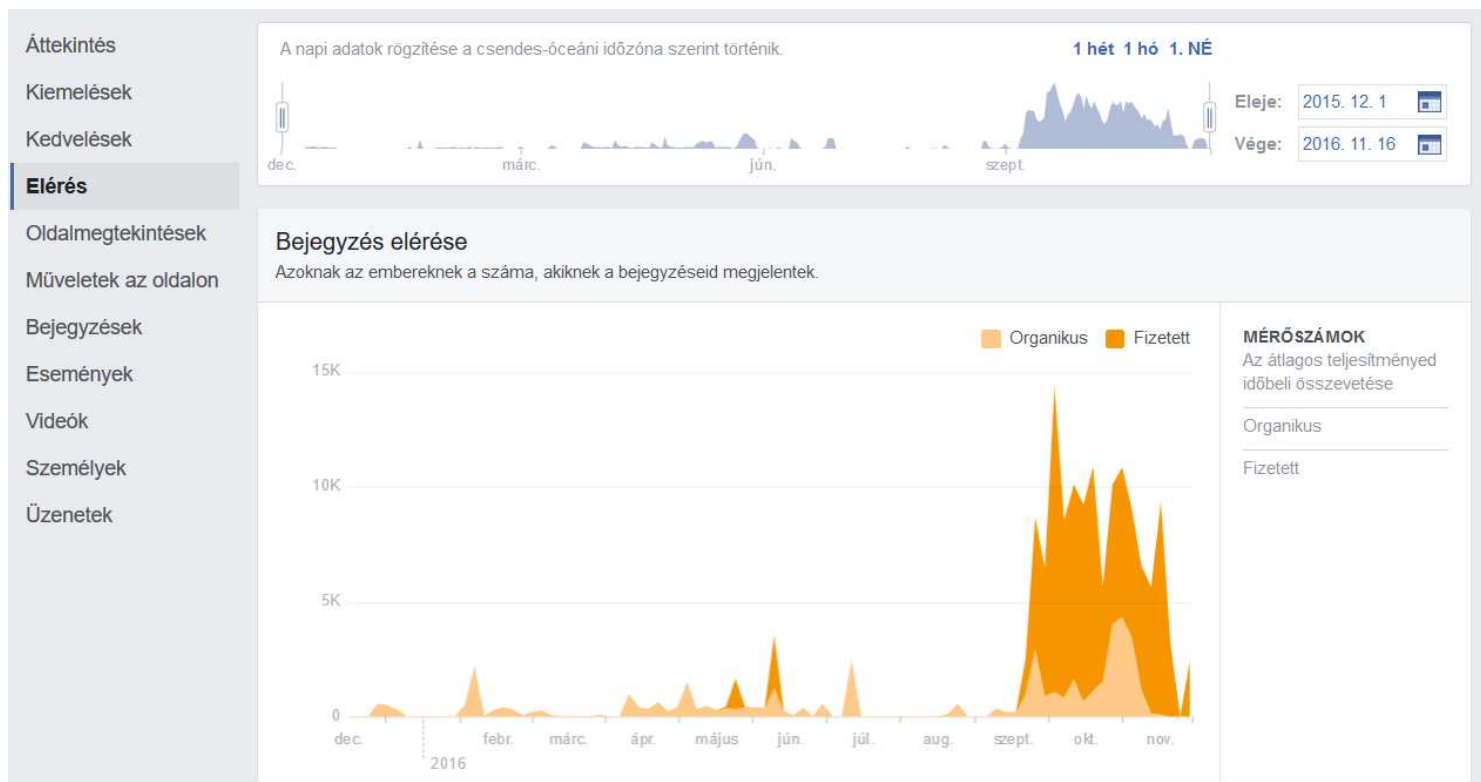 Áttekintés
Kiemelések
Kedvelések
Elérés
Oldalmegtekintések
Műveletek az oldalon
Bejegyzések
Események
Videók
Személyek
Üzenetek
A napi adatok rögzítése a csendes-óceáni időzóna szerint történik.
1 hét 1 hó 1. NÉ
dec. márc. jún. szept.
Eleje: 2015. 12. 1
Vége: 2016. 11. 16
Bejegyzés elérése
Azoknak az embereknek a száma, akiknek a bejegyzéseid megjelentek.
Organikus Fizetett
15K
10K
5K
0
dec. febr. márc. ápr. május jún. júl. aug. szept. okt. nov.
2016
MÉRŐSZÁMOK
Az átlagos teljesítményed
időbeli összevetése
Organikus
Fizetett